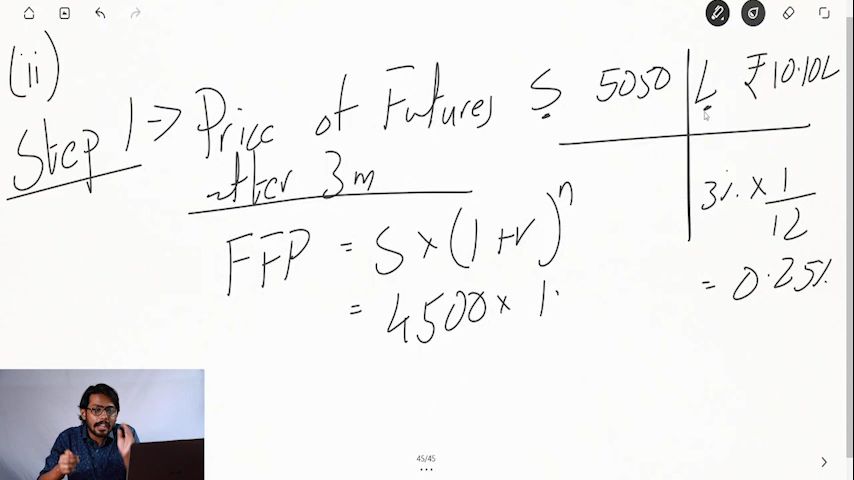 (ii)
Step 1 => Price of Futures
after 3m
S 5050 L ₹10.10L
FFP = S × (1+r)^n
= 4500 × 1.
3% × 1/12
= 0.25%
45/45